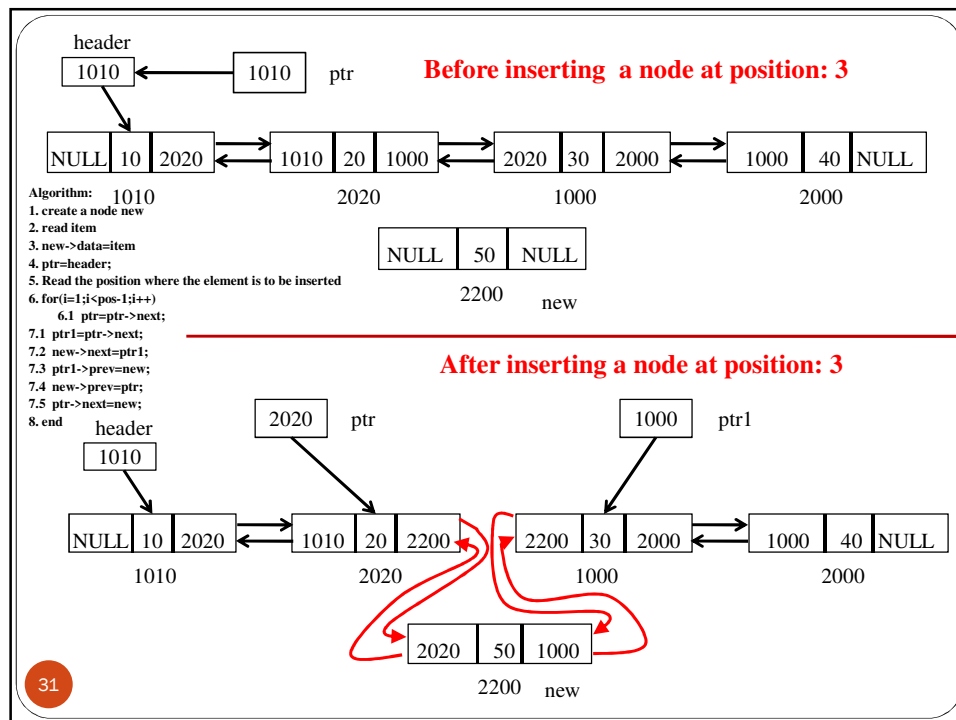 header
1010
1010 ptr
Before inserting a node at position: 3
NULL 10 2020
1010 20 1000
2020 30 2000
1000 40 NULL
1010
2020
1000
2000
Algorithm:
1. create a node new
2. read item
3. new->data=item
4. ptr=header;
5. Read the position where the element is to be inserted
6. for(i=1;i<pos-1;i++)
6.1 ptr=ptr->next;
7.1 ptr1=ptr->next;
7.2 new->next=ptr1;
7.3 ptr1->prev=new;
7.4 new->prev=ptr;
7.5 ptr->next=new;
8. end
NULL 50 NULL
2200 new
After inserting a node at position: 3
header
1010
2020 ptr
1000 ptr1
NULL 10 2020
1010 20 2200
2200 30 2000
1000 40 NULL
1010
2020
1000
2000
2020 50 1000
2200 new
31